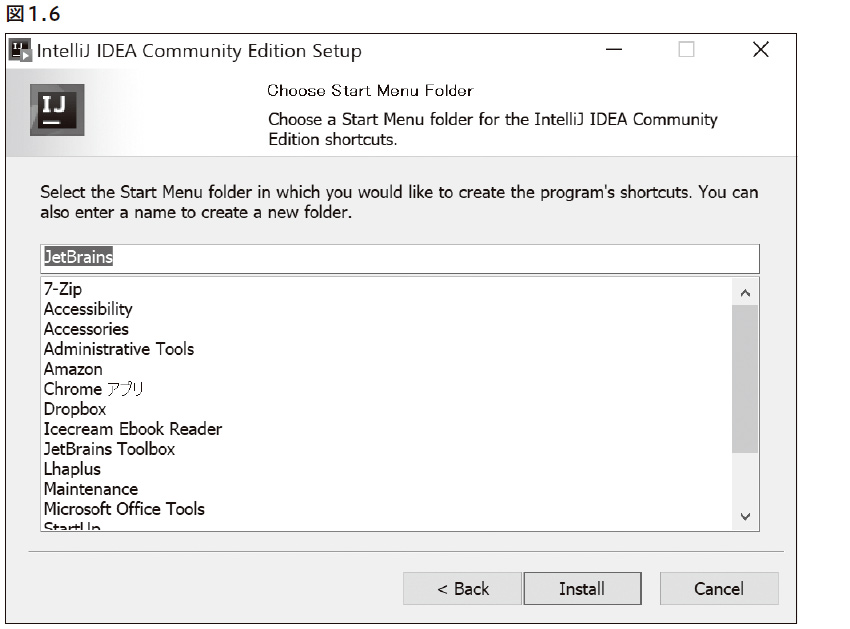 図1.6
IntelliJ IDEA Community Edition Setup
IJ
Choose Start Menu Folder
Choose a Start Menu folder for the IntelliJ IDEA Community
Edition shortcuts.
Select the Start Menu folder in which you would like to create the program's shortcuts. You can
also enter a name to create a new folder.
JetBrains
7-Zip
Accessibility
Accessories
Administrative Tools
Amazon
Chrome アプリ
Dropbox
Icecream Ebook Reader
JetBrains Toolbox
Lhaplus
Maintenance
Microsoft Office Tools
StartUp
< Back
Install
Cancel